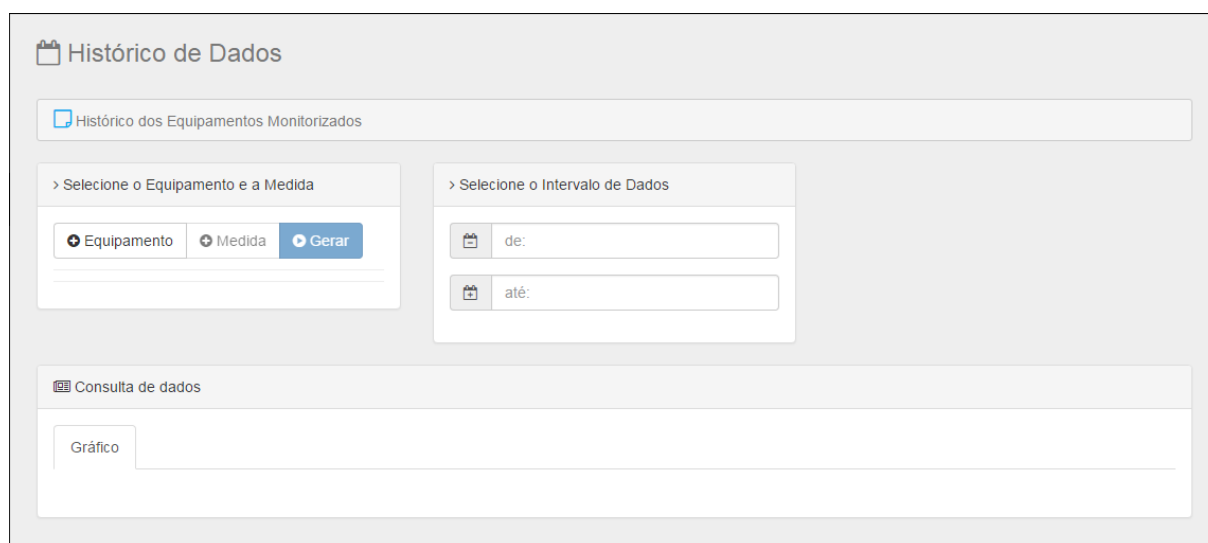 Histórico de Dados
Histórico dos Equipamentos Monitorizados
> Selecione o Equipamento e a Medida
Equipamento Medida Gerar
> Selecione o Intervalo de Dados
de:
até:
Consulta de dados
Gráfico